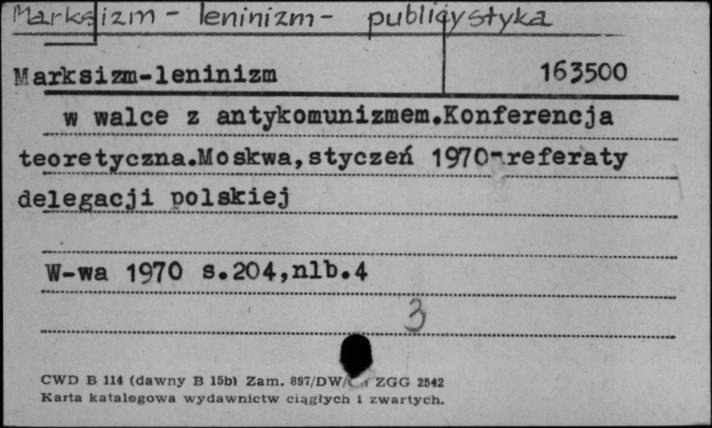 Marksizm - leninizm - publicystyka
Marksizm-leninizm 163500
w walce z antykomunizmem.Konferencja
teoretyczna.Moskwa,styczeń 1970-referaty
delegacji polskiej
W-wa 1970 s.204,nlb.4
3
CWD B 114 (dawny B 15b) Zam. 897/DW/ ZGG 2542
Karta katalogowa wydawnictw ciągłych i zwartych.